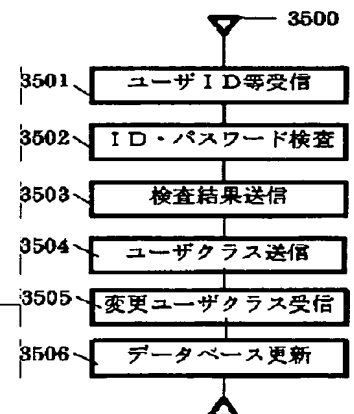 3500
3501 ユーザID等受信
3502 ID・パスワード検査
3503 検査結果送信
3504 ユーザクラス送信
3505 変更ユーザクラス受信
3506 データベース更新